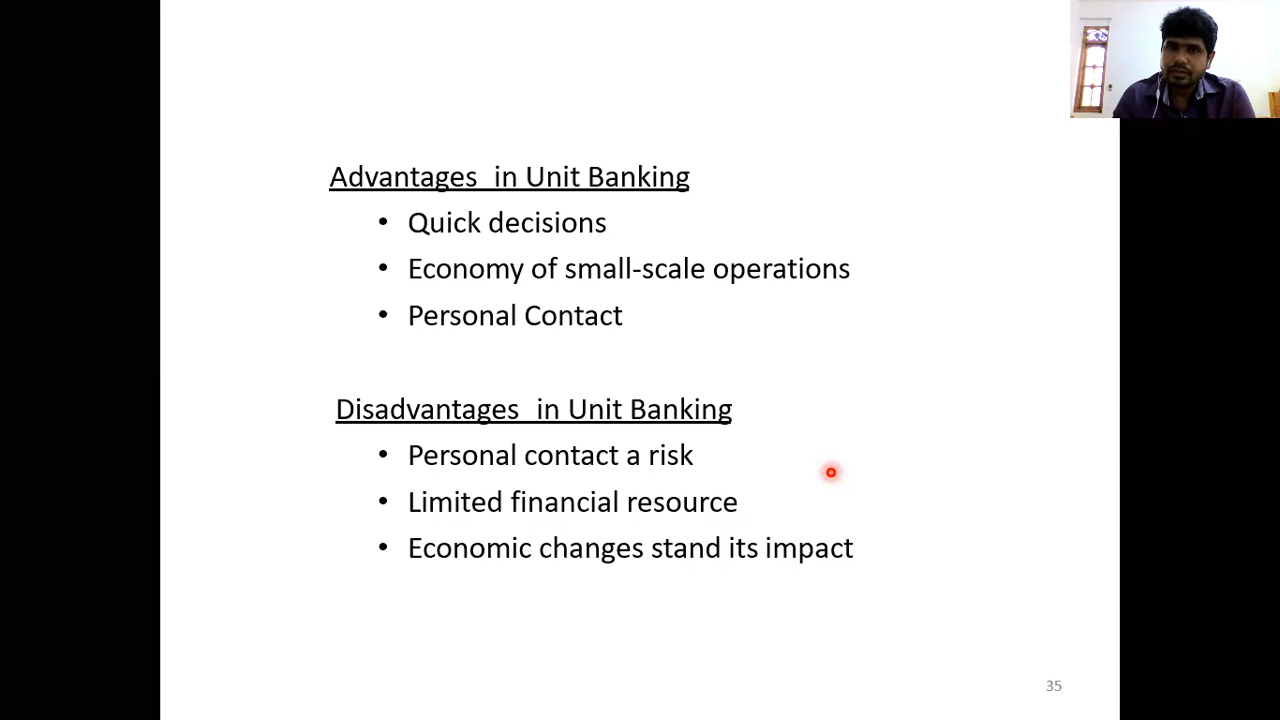 Advantages in Unit Banking
• Quick decisions
• Economy of small-scale operations
• Personal Contact
Disadvantages in Unit Banking
• Personal contact a risk
• Limited financial resource
• Economic changes stand its impact
35